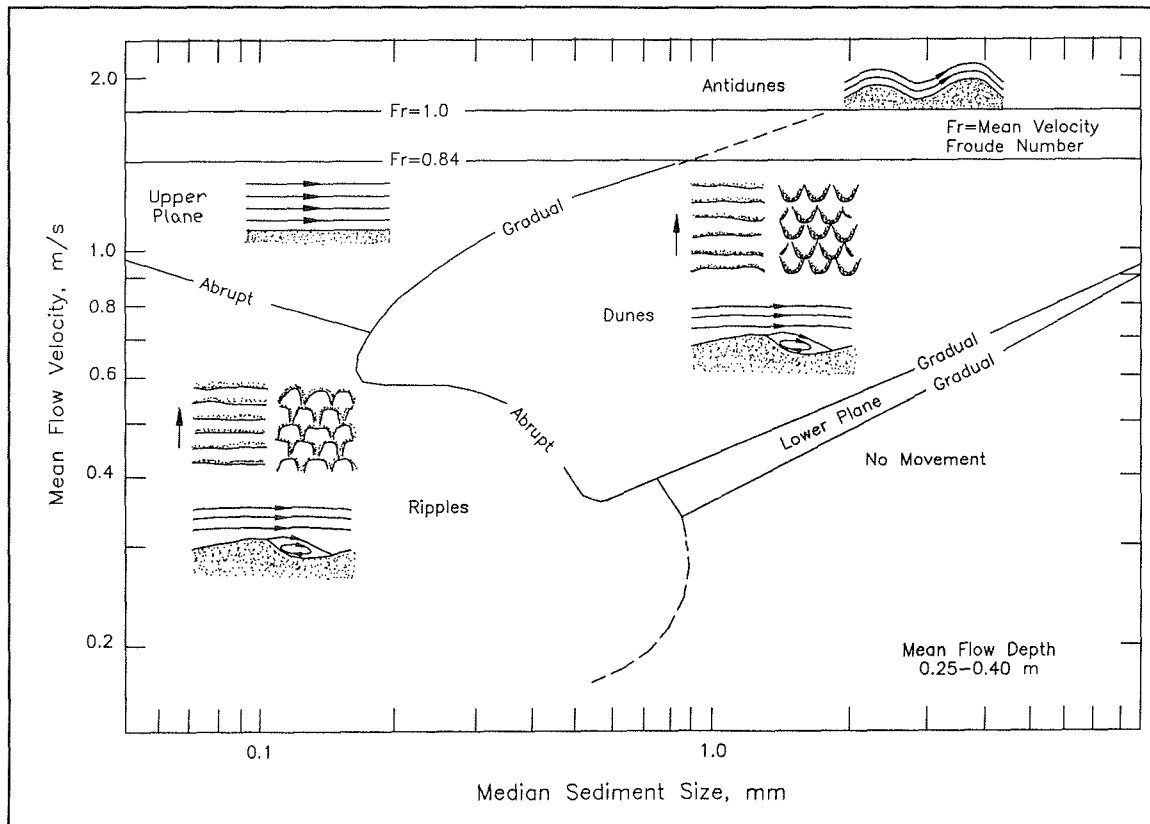 2.0
1.0
0.8
0.6
0.4
0.2
Mean Flow Velocity, m/s
Antidunes
Fr=1.0
Fr=Mean Velocity
Froude Number
Fr=0.84
Upper
Plane
Gradual
Abrupt
Dunes
Gradual
Gradual
Lower Plane
Abrupt
No Movement
Ripples
Mean Flow Depth
0.25-0.40 m
0.1
1.0
Median Sediment Size, mm